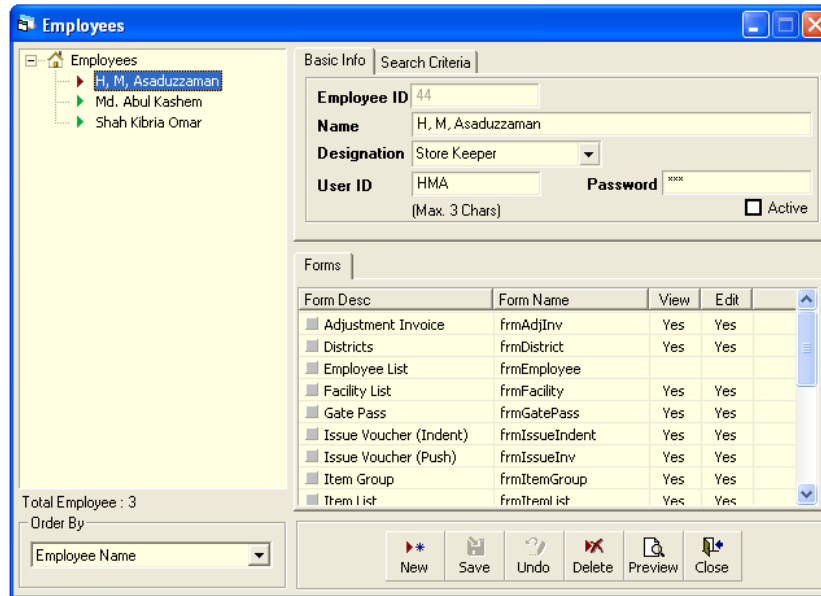 Employees
Employees
H, M, Asaduzzaman
Md. Abul Kashem
Shah Kibria Omar
Total Employee : 3
Order By
Employee Name
Basic Info Search Criteria
Employee ID 44
Name H, M, Asaduzzaman
Designation Store Keeper
User ID HMA Password ***
(Max. 3 Chars) Active
Forms
Form Desc Form Name View Edit
Adjustment Invoice frmAdjInv Yes Yes
Districts frmDistrict Yes Yes
Employee List frmEmployee
Facility List frmFacility Yes Yes
Gate Pass frmGatePass Yes Yes
Issue Voucher (Indent) frmIssueIndent Yes Yes
Issue Voucher (Push) frmIssueInv Yes Yes
Item Group frmItemGroup Yes Yes
Item List frmItemList Yes Yes
New Save Undo Delete Preview Close